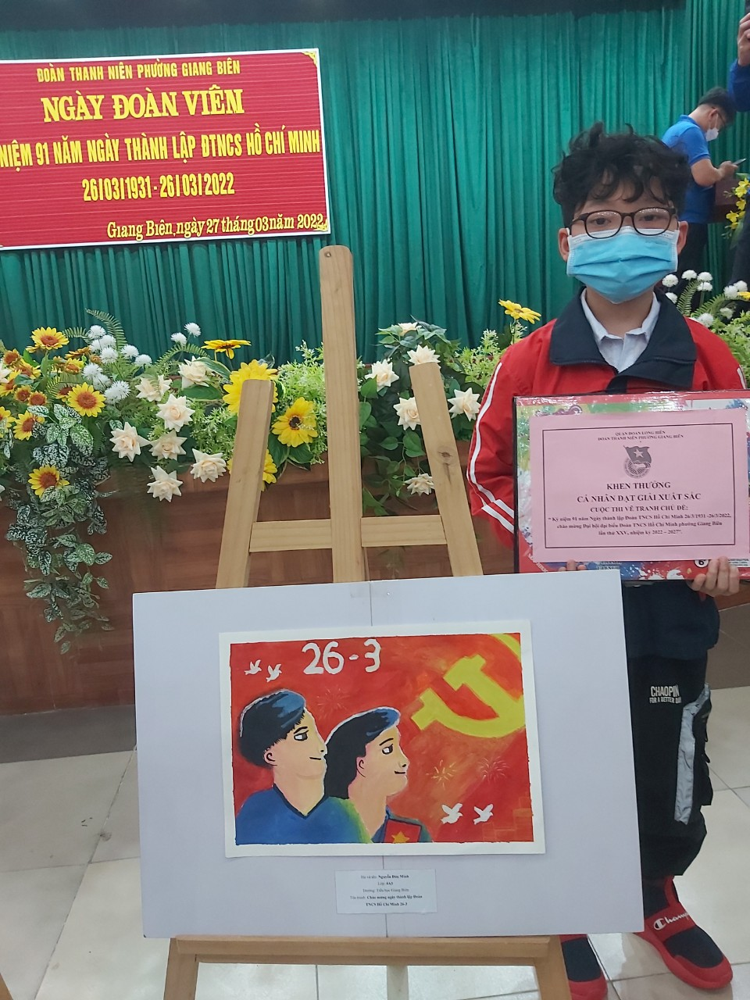 ĐOÀN THANH NIÊN PHƯỜNG GIANG BIÊN
NGÀY ĐOÀN VIÊN
NIỆM 91 NĂM NGÀY THÀNH LẬP ĐTNCS HỒ CHÍ MINH
26/03/1931-26/03/2022
Giang Biên, ngày 27 tháng 03 năm 2022
QUẬN ĐOÀN LONG BIÊN
ĐOÀN THANH NIÊN PHƯỜNG GIANG BIÊN
KHEN THƯỞNG
CÁ NHÂN ĐẠT GIẢI XUẤT SẮC
CUỘC THI VẼ TRANH CHỦ ĐỀ:
" Kỷ niệm 91 năm Ngày thành lập Đoàn TNCS Hồ Chí Minh 26/3/1931 -26/3/2022,
chào mừng Đại hội đại biểu Đoàn TNCS Hồ Chí Minh phường Giang Biên
lần thứ XXV, nhiệm kỳ 2022 – 2027".
CHAOPIN
FOR A BETTER DAY
26-3
Họ và tên: Nguyễn Đức Minh
Lớp: 4A3
Trường: Tiểu học Giang Biên
Tên tranh: Chào mừng ngày thành lập Đoàn
TNCS Hồ Chí Minh 26-3
Champ